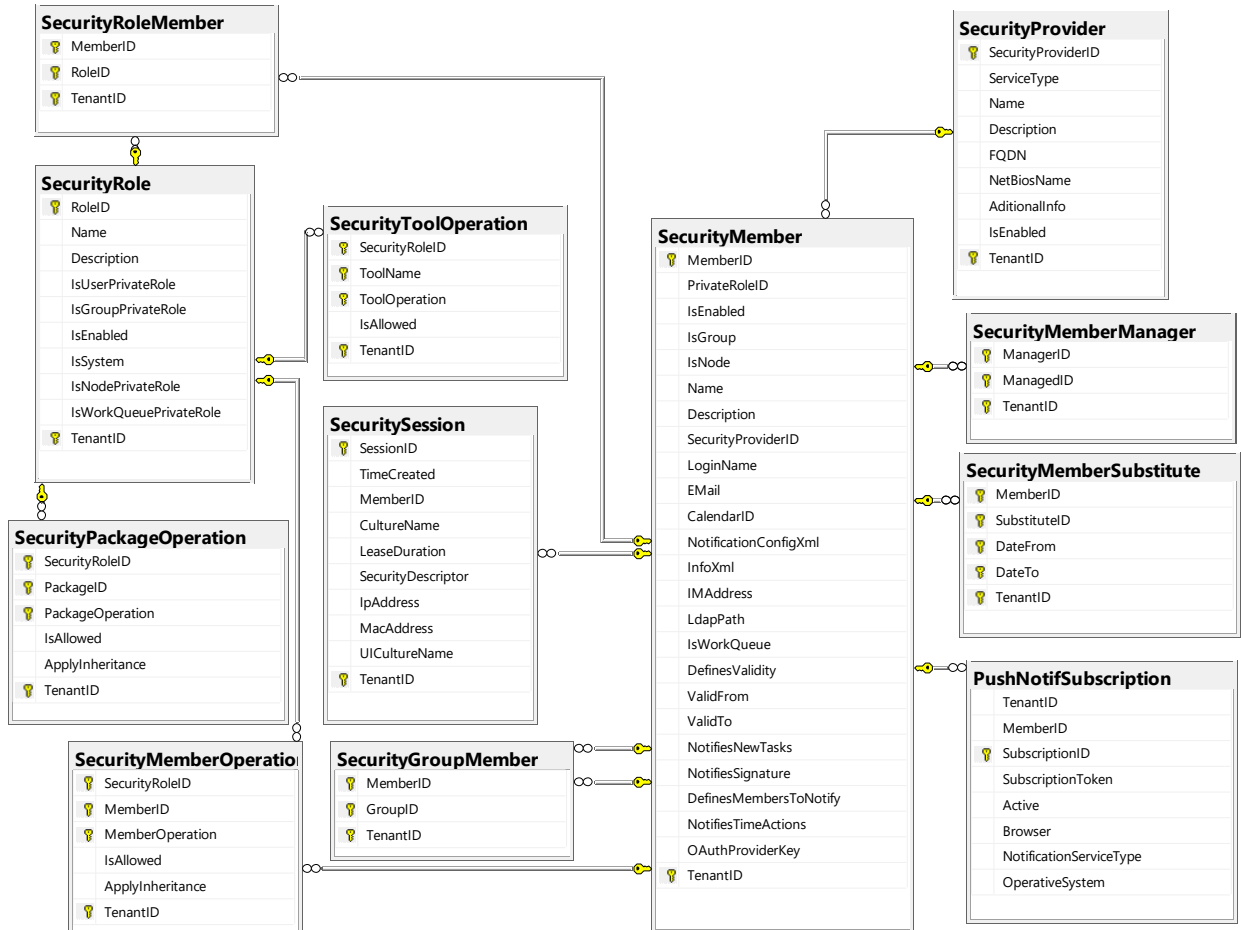 SecurityRoleMember
MemberID
RoleID
TenantID
SecurityRole
RoleID
Name
Description
IsUserPrivateRole
IsGroupPrivateRole
IsEnabled
IsSystem
IsNodePrivateRole
IsWorkQueuePrivateRole
TenantID
SecurityPackageOperation
SecurityRoleID
PackageID
PackageOperation
IsAllowed
ApplyInheritance
TenantID
SecurityMemberOperation
SecurityRoleID
MemberID
MemberOperation
IsAllowed
ApplyInheritance
TenantID
SecurityToolOperation
SecurityRoleID
ToolName
ToolOperation
IsAllowed
TenantID
SecuritySession
SessionID
TimeCreated
MemberID
CultureName
LeaseDuration
SecurityDescriptor
IpAddress
MacAddress
UICultureName
TenantID
SecurityGroupMember
MemberID
GroupID
TenantID
SecurityMember
MemberID
PrivateRoleID
IsEnabled
IsGroup
IsNode
Name
Description
SecurityProviderID
LoginName
EMail
CalendarID
NotificationConfigXml
InfoXml
IMAddress
LdapPath
IsWorkQueue
DefinesValidity
ValidFrom
ValidTo
NotifiesNewTasks
NotifiesSignature
DefinesMembersToNotify
NotifiesTimeActions
OAuthProviderKey
TenantID
SecurityProvider
SecurityProviderID
ServiceType
Name
Description
FQDN
NetBiosName
AditionalInfo
IsEnabled
TenantID
SecurityMemberManager
ManagerID
ManagedID
TenantID
SecurityMemberSubstitute
MemberID
SubstituteID
DateFrom
DateTo
TenantID
PushNotifSubscription
TenantID
MemberID
SubscriptionID
SubscriptionToken
Active
Browser
NotificationServiceType
OperativeSystem